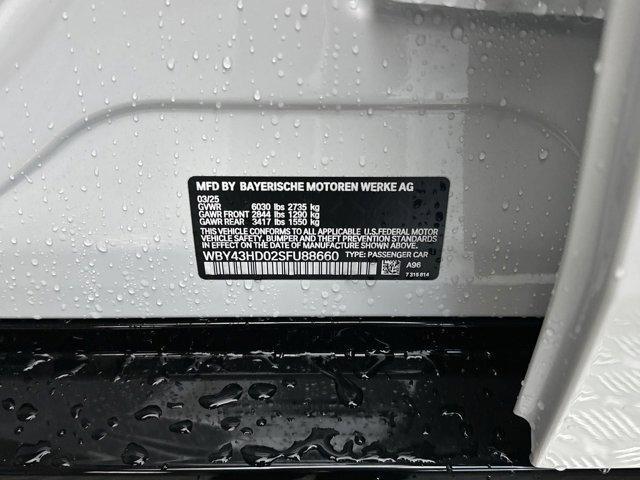 MFD BY BAYERISCHE MOTOREN WERKE AG
03/25
GVWR 6030 lbs 2735 kg
GAWR FRONT 2844 lbs 1290 kg
GAWR REAR 3417 lbs 1550 kg
THIS VEHICLE CONFORMS TO ALL APPLICABLE U.S.FEDERAL MOTOR
VEHICLE SAFETY, BUMPER, AND THEFT PREVENTION STANDARDS
IN EFFECT ON THE DATE OF MANUFACTURE SHOWN ABOVE.
WBY43HD02SFU88660 TYPE: PASSENGER CAR
A96
7 316 814